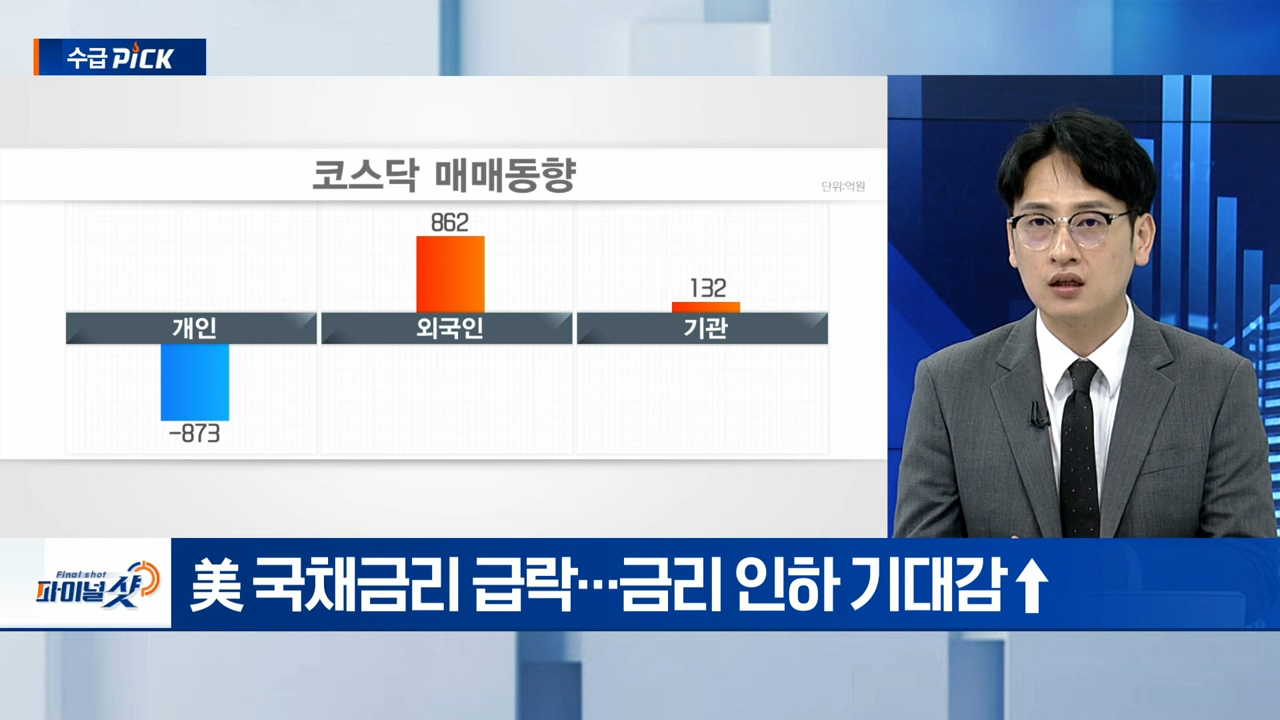 수급 PiCK
코스닥 매매동향
단위:억원
862
132
개인
외국인
기관
-873
Final shot
파이널 샷
美 국채금리 급락…금리 인하 기대감↑